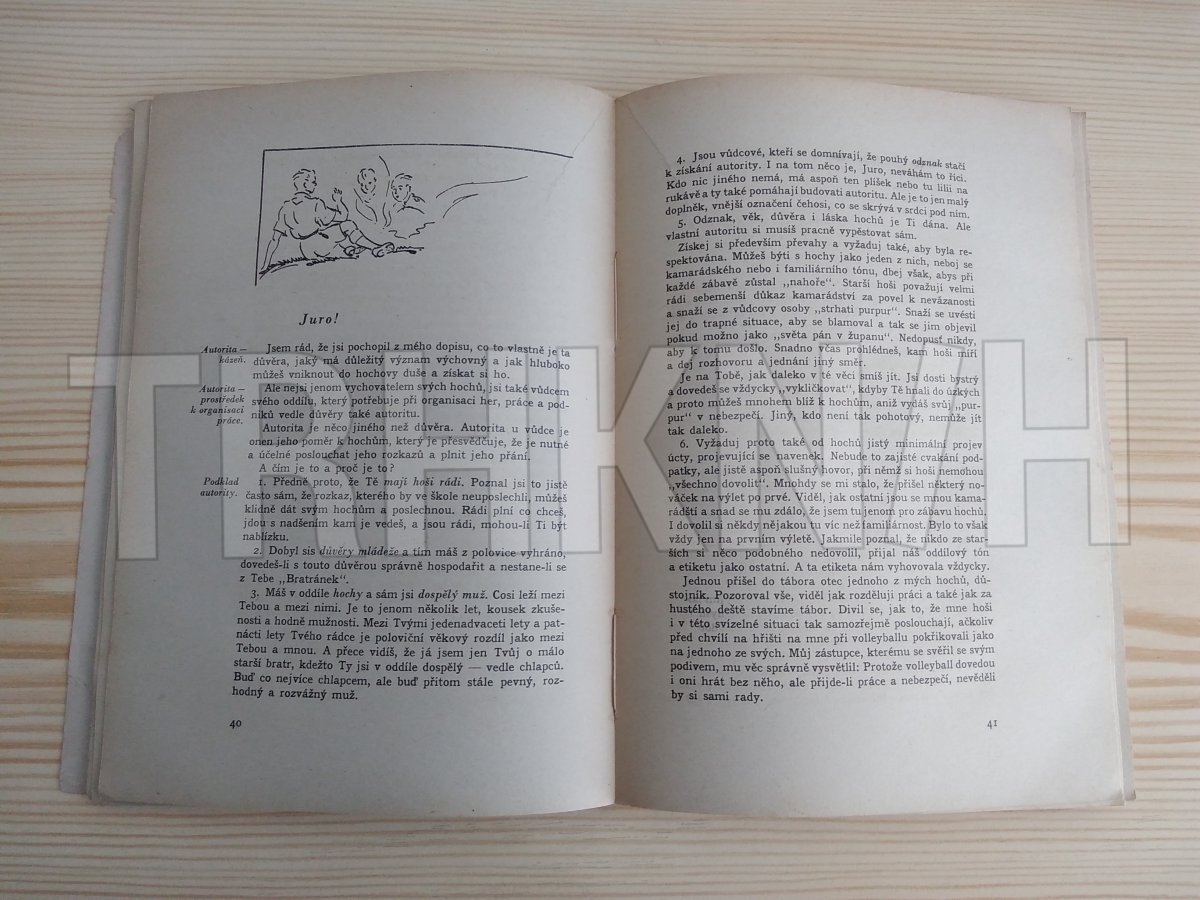 Juro!
Autorita —
kázeň.
Jsem rád, že jsi pochopil z mého dopisu, co to vlastně je ta
důvěra, jaký má důležitý význam výchovný a jak hluboko
můžeš vniknout do hochovy duše a získat si ho.
Autorita —
prostředek
k organisaci
práce.
Ale nejsi jenom vychovatelem svých hochů, jsi také vůdcem
svého oddílu, který potřebuje při organisaci her, práce a pod-
niků vedle důvěry také autoritu.
Autorita je něco jiného než důvěra. Autorita u vůdce je
onen jeho poměr k hochům, který je přesvědčuje, že je nutné
a účelné poslouchat jeho rozkazů a plnit jeho přání.
A čím je to a proč je to?
Podklad
autority.
1. Předně proto, že Tě mají hoši rádi. Poznal jsi to jistě
často sám, že rozkaz, kterého by ve škole neuposlechli, můžeš
klidně dát svým hochům a poslechnou. Rádi plní co chceš,
jdou s nadšením kam je vedeš, a jsou rádi, mohou-li Ti být
nablízku.
2. Dobyl sis důvěry mládeže a tím máš z polovice vyhráno,
dovedeš-li s touto důvěrou správně hospodařit a nestane-li se
z Tebe „Bratránek“.
3. Máš v oddíle hochy a sám jsi dospělý muž. Cosi leží mezi
Tebou a mezi nimi. Je to jenom několik let, kousek zkuše-
nosti a hodně mužnosti. Mezi Tvými jedenadvaceti lety a pat-
nácti lety Tvého rádce je poloviční věkový rozdíl jako mezi
Tebou a mnou. A přece vidíš, že já jsem jen Tvůj o málo
starší bratr, kdežto Ty jsi v oddíle dospělý — vedle chlapců.
Buď co nejvíce chlapcem, ale buď přitom stále pevný, roz-
hodný a rozvážný muž.
40
4. Jsou vůdcové, kteří se domnívají, že pouhý odznak stačí
k získání autority. I na tom něco je, Juro, neváhám to říci.
Kdo nic jiného nemá, má aspoň ten plíšek nebo tu lilii na
rukávě a ty také pomáhají budovati autoritu. Ale je to jen malý
doplněk, vnější označení čehosi, co se skrývá v srdci pod ním.
5. Odznak, věk, důvěra i láska hochů je Ti dána. Ale
vlastní autoritu si musíš pracně vypěstovat sám.
Získej si především převahy a vyžaduj také, aby byla re-
spektována. Můžeš býti s hochy jako jeden z nich, neboj se
kamarádského nebo i familiárního tónu, dbej však, abys při
každé zábavě zůstal „nahoře“. Starší hoši považují velmi
rádi sebemenší důkaz kamarádství za povel k nevázanosti
a snaží se z vůdcovy osoby „strhati purpur“. Snaží se uvésti
jej do trapné situace, aby se blamoval a tak se jim objevil
pokud možno jako „světa pán v županu“. Nedopusť nikdy,
aby k tomu došlo. Snadno včas prohlédneš, kam hoši míří
a dej rozhovoru a jednání jiný směr.
Je na Tobě, jak daleko v té věci smíš jít. Jsi dosti bystrý
a dovedeš se vždycky „vykličkovat“, kdyby Tě hnali do úzkých
a proto můžeš mnohem blíž k hochům, aniž vydáš svůj „pur-
pur“ v nebezpečí. Jiný, kdo není tak pohotový, nemůže jít
tak daleko.
6. Vyžaduj proto také od hochů jistý minimální projev
úcty, projevující se navenek. Nebude to zajisté cvakání pod-
patky, ale jistě aspoň slušný hovor, při němž si hoši nemohou
„všechno dovolit“. Mnohdy se mi stalo, že přišel některý no-
váček na výlet po prvé. Viděl, jak ostatní jsou se mnou kama-
rádští a snad se mu zdálo, že jsem tu jenom pro zábavu hochů.
I dovolil si někdy nějakou tu víc než familiárnost. Bylo to však
vždy jen na prvním výletě. Jakmile poznal, že nikdo ze star-
ších si něco podobného nedovolil, přijal náš oddílový tón
a etiketu jako ostatní. A ta etiketa nám vyhovovala vždycky.
Jednou přišel do tábora otec jednoho z mých hochů, dů-
stojník. Pozoroval vše, viděl jak rozděluji práci a také jak za
hustého deště stavíme tábor. Divil se, jak to, že mne hoši
i v této svízelné situaci tak samozřejmě poslouchají, ačkoliv
před chvílí na hřišti na mne při volleyballu pokřikovali jako
na jednoho ze svých. Můj zástupce, kterému se svěřil se svým
podivem, mu věc správně vysvětlil: Protože volleyball dovedou
i oni hrát bez něho, ale přijde-li práce a nebezpečí, nevěděli
by si sami rady.
41
TRHKNIH